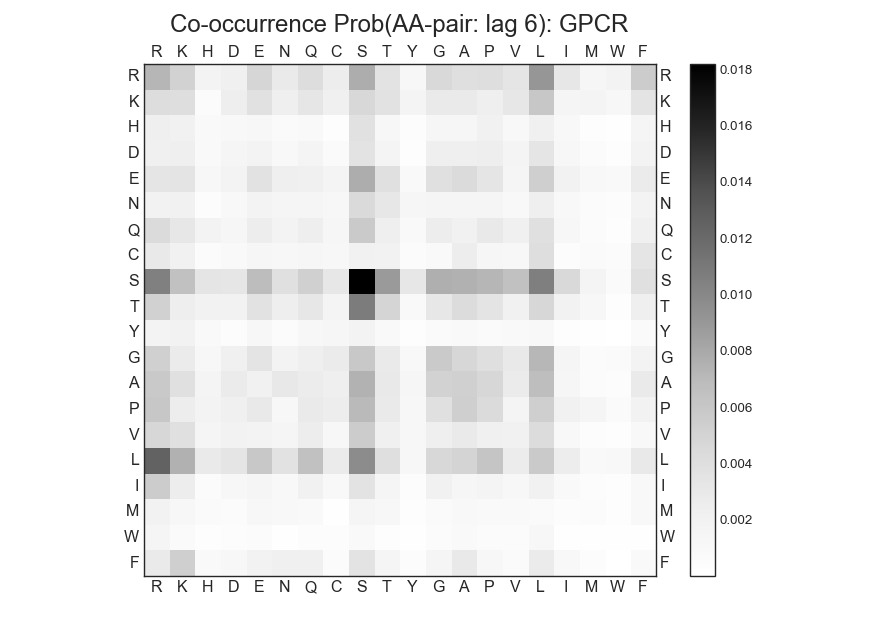 Co-occurrence Prob(AA-pair: lag 6): GPCR
R K H D E N Q C S T Y G A P V L I M W F
R R 0.018
K K
H H 0.016
D D
E E 0.014
N N
Q Q 0.012
C C
S S 0.010
T T
Y Y
G G 0.008
A A
P P 0.006
V V
L L 0.004
I I
M M 0.002
W W
F F
R K H D E N Q C S T Y G A P V L I M W F